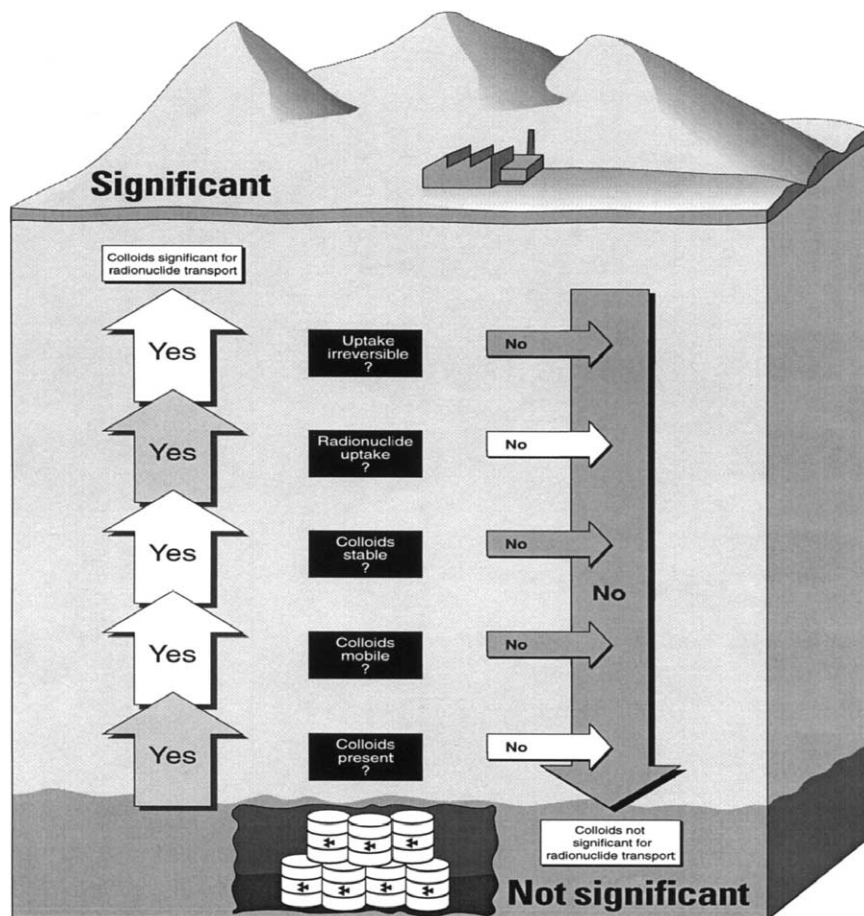 Significant
Colloids significant for
radionuclide transport
Yes
Uptake
irreversible
?
No
Yes
Radionuclide
uptake
?
No
Yes
Colloids
stable
?
No
No
Yes
Colloids
mobile
?
No
Yes
Colloids
present
?
No
Colloids not
significant for
radionuclide transport
Not significant